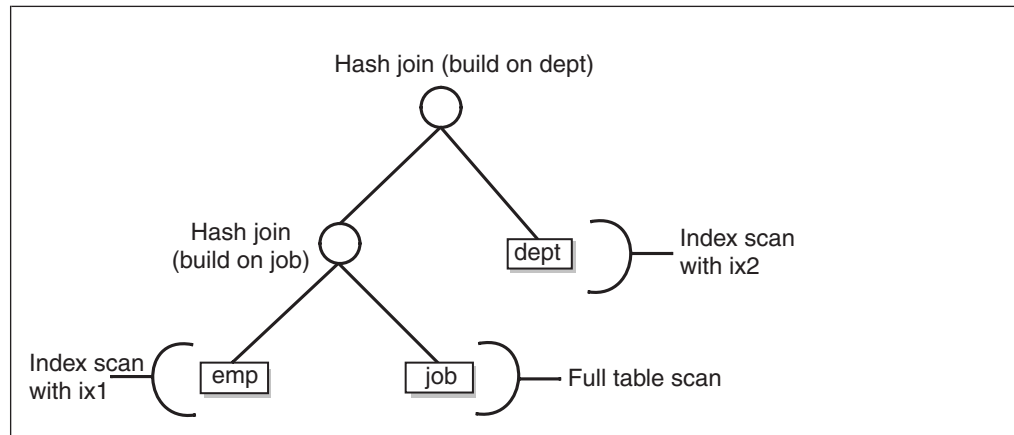 Hash join (build on dept)
Hash join
(build on job)
dept
Index scan
with ix2
Index scan
with ix1
emp
job
Full table scan